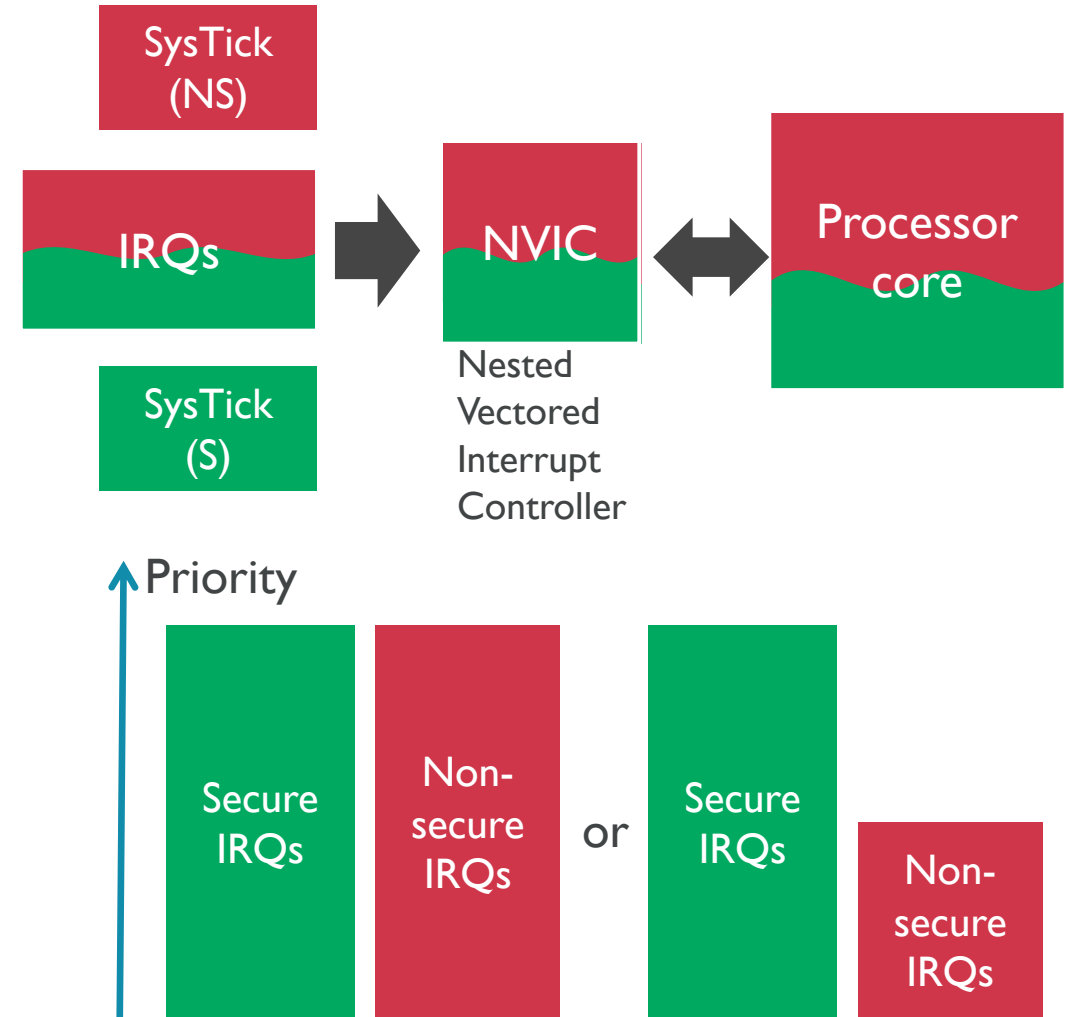 SysTick
(NS)
IRQs
NVIC
Processor
core
SysTick
(S)
Nested
Vectored
Interrupt
Controller
Priority
Secure
IRQs
Non-
secure
IRQs
or
Secure
IRQs
Non-
secure
IRQs